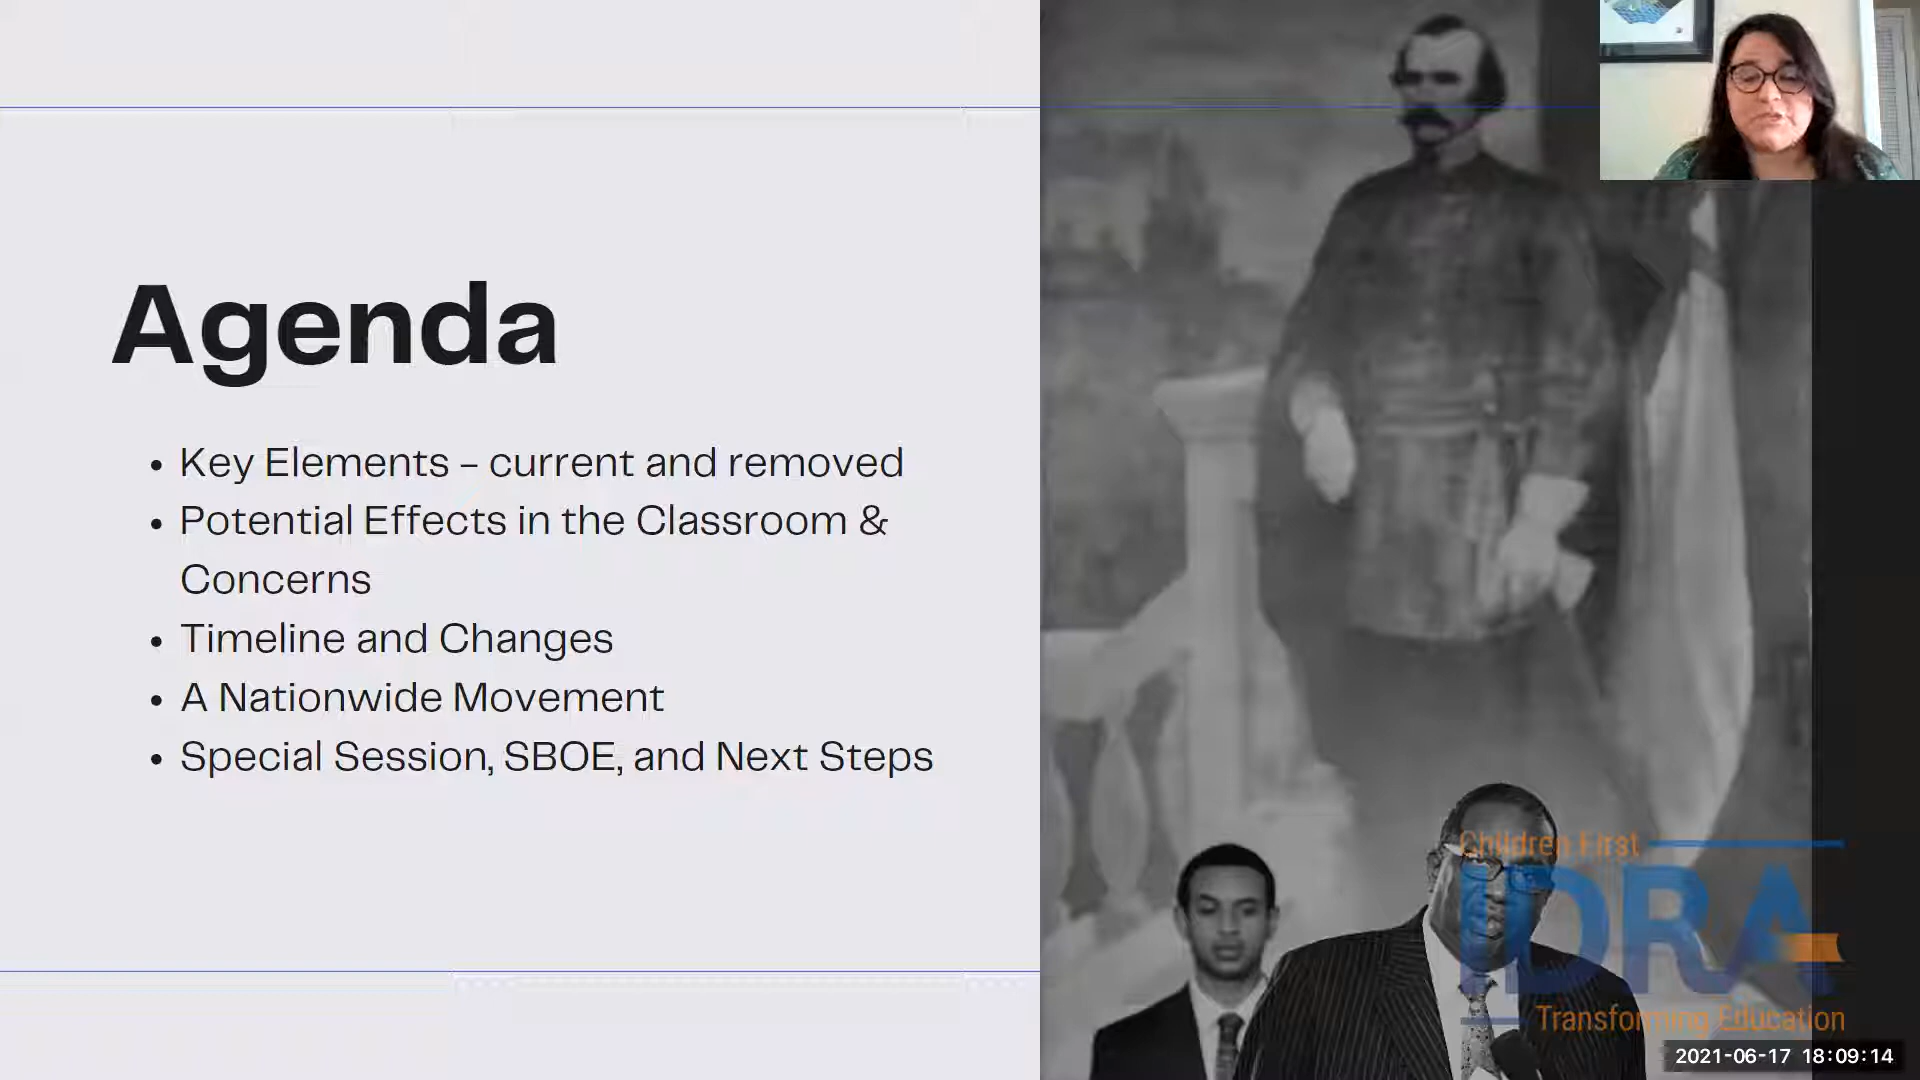 Agenda
• Key Elements - current and removed
• Potential Effects in the Classroom &
Concerns
• Timeline and Changes
• A Nationwide Movement
• Special Session, SBOE, and Next Steps
Children First
IDRA
Transforming Education
2021-06-17 18:09:14